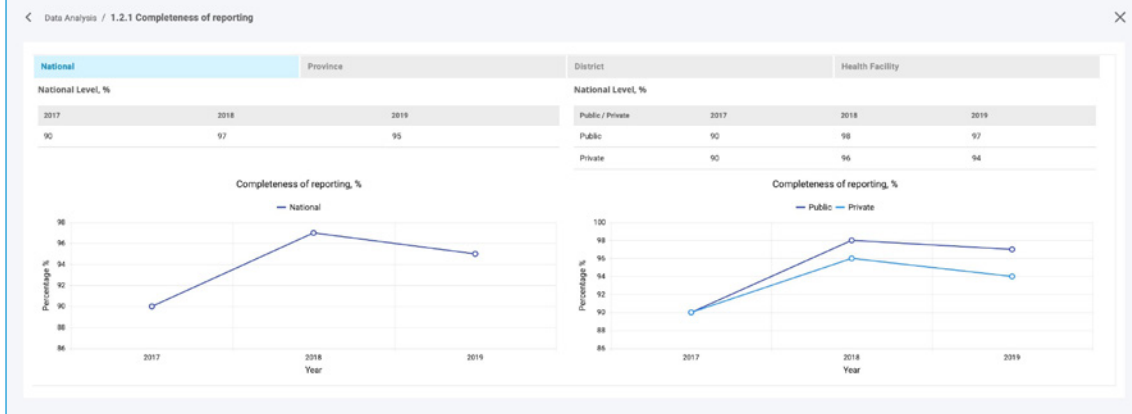 Data Analysis / 1.2.1 Completeness of reporting
National Province District Health Facility
National Level, %
2017 2018 2019
90 97 95
National Level, %
Public / Private 2017 2018 2019
Public 90 98 97
Private 90 96 94
Completeness of reporting, %
National
98
96
94
92
90
88
86
Percentage %
2017 2018 2019
Year
Completeness of reporting, %
Public Private
100
98
96
94
92
90
88
86
Percentage %
2017 2018 2019
Year